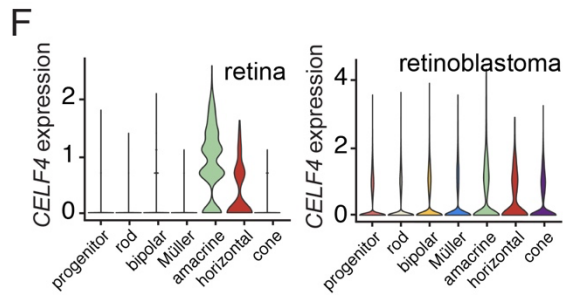 F
CELF4 expression
retina
2
1
0
progenitor
rod
bipolar
Müller
amacrine
horizontal
cone
CELF4 expression
retinoblastoma
4
2
0
progenitor
rod
bipolar
Müller
amacrine
horizontal
cone